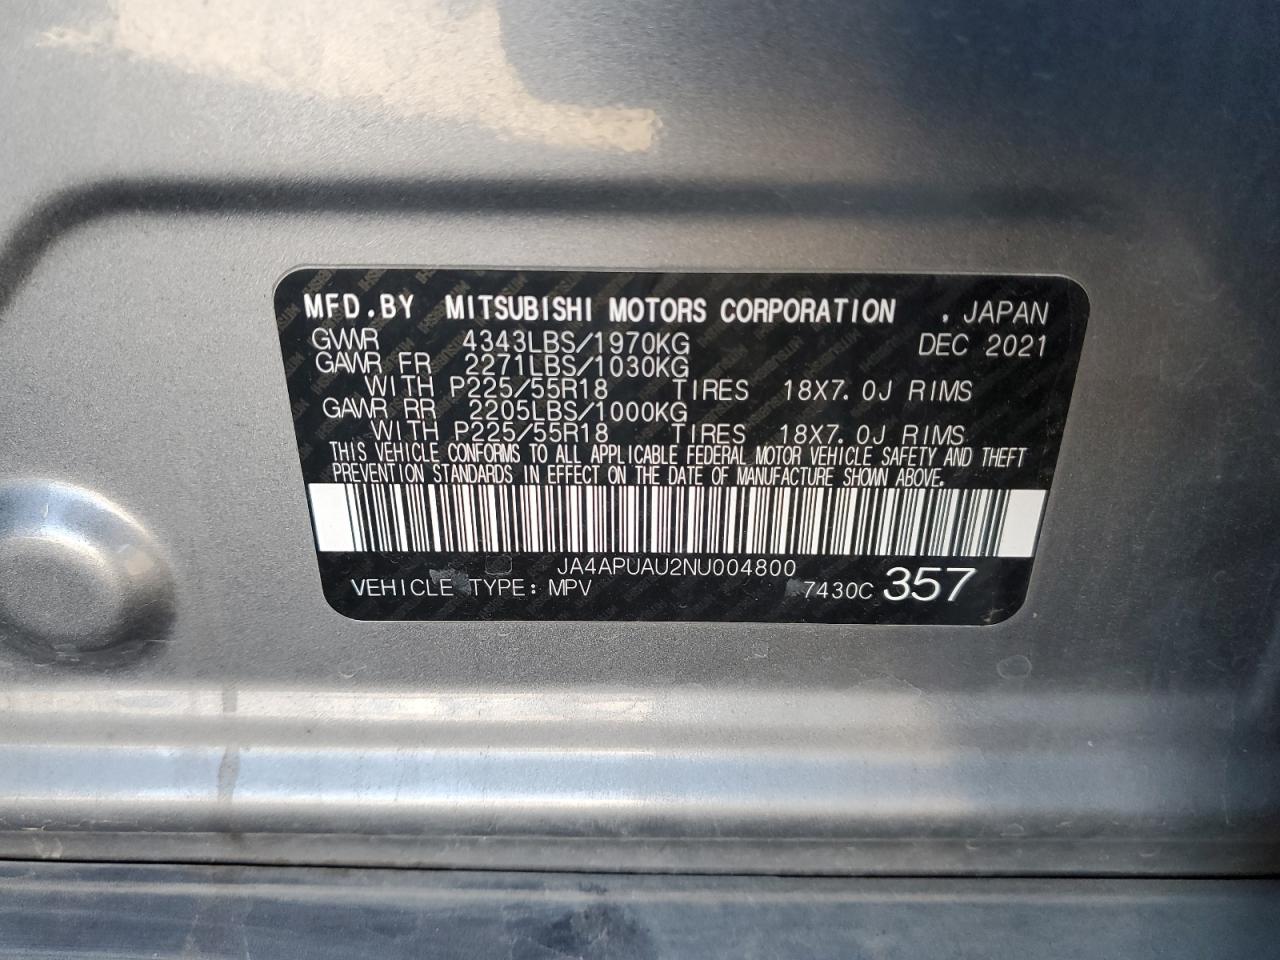 MFD.BY MITSUBISHI MOTORS CORPORATION . JAPAN
GVWR 4343LBS/1970KG DEC 2021
GAWR FR 2271LBS/1030KG
WITH P225/55R18 TIRES 18X7.0J RIMS
GAWR RR 2205LBS/1000KG
WITH P225/55R18 TIRES 18X7.0J RIMS
THIS VEHICLE CONFORMS TO ALL APPLICABLE FEDERAL MOTOR VEHICLE SAFETY AND THEFT
PREVENTION STANDARDS IN EFFECT ON THE DATE OF MANUFACTURE SHOWN ABOVE.
JA4APUAU2NU004800
VEHICLE TYPE: MPV 7430C 357